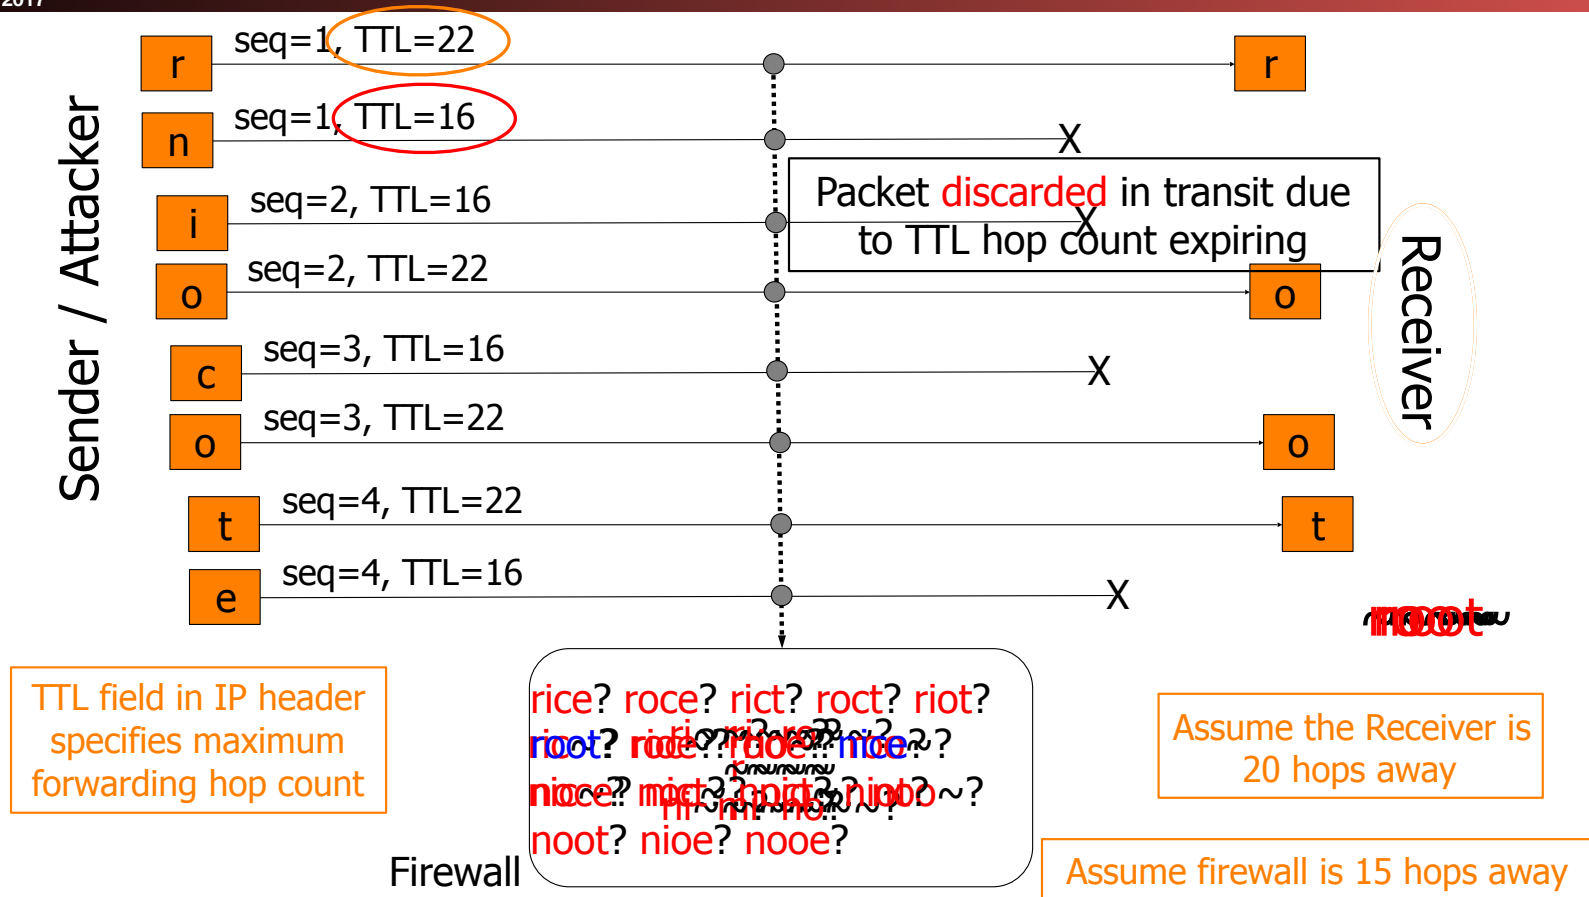 2017
seq=1, TTL=22
r
r
seq=1, TTL=16
n
X
Packet discarded in transit due
to TTL hop count expiring
seq=2, TTL=16
i
X
seq=2, TTL=22
o
o
seq=3, TTL=16
c
X
seq=3, TTL=22
o
o
seq=4, TTL=22
t
t
seq=4, TTL=16
e
X
Sender / Attacker
Receiver
TTL field in IP header
specifies maximum
forwarding hop count
rice? roce? rict? roct? riot?
root? nice
noot? nioe? nooe?
Firewall
root
Assume the Receiver is
20 hops away
Assume firewall is 15 hops away